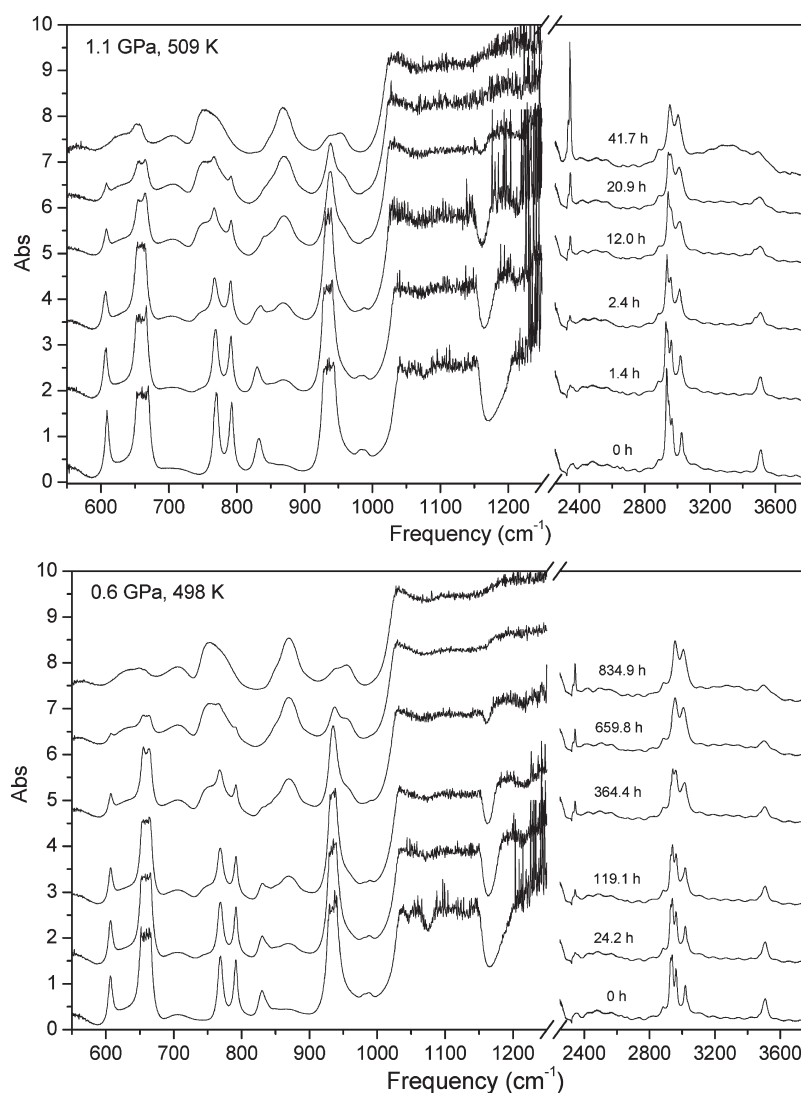 1.1 GPa, 509 K
Abs
10
9
8
7
6
5
4
3
2
1
0
41.7 h
20.9 h
12.0 h
2.4 h
1.4 h
0 h
600 700 800 900 1000 1100 1200 2400 2800 3200 3600
Frequency (cm-1)
0.6 GPa, 498 K
Abs
10
9
8
7
6
5
4
3
2
1
0
834.9 h
659.8 h
364.4 h
119.1 h
24.2 h
0 h
600 700 800 900 1000 1100 1200 2400 2800 3200 3600
Frequency (cm-1)